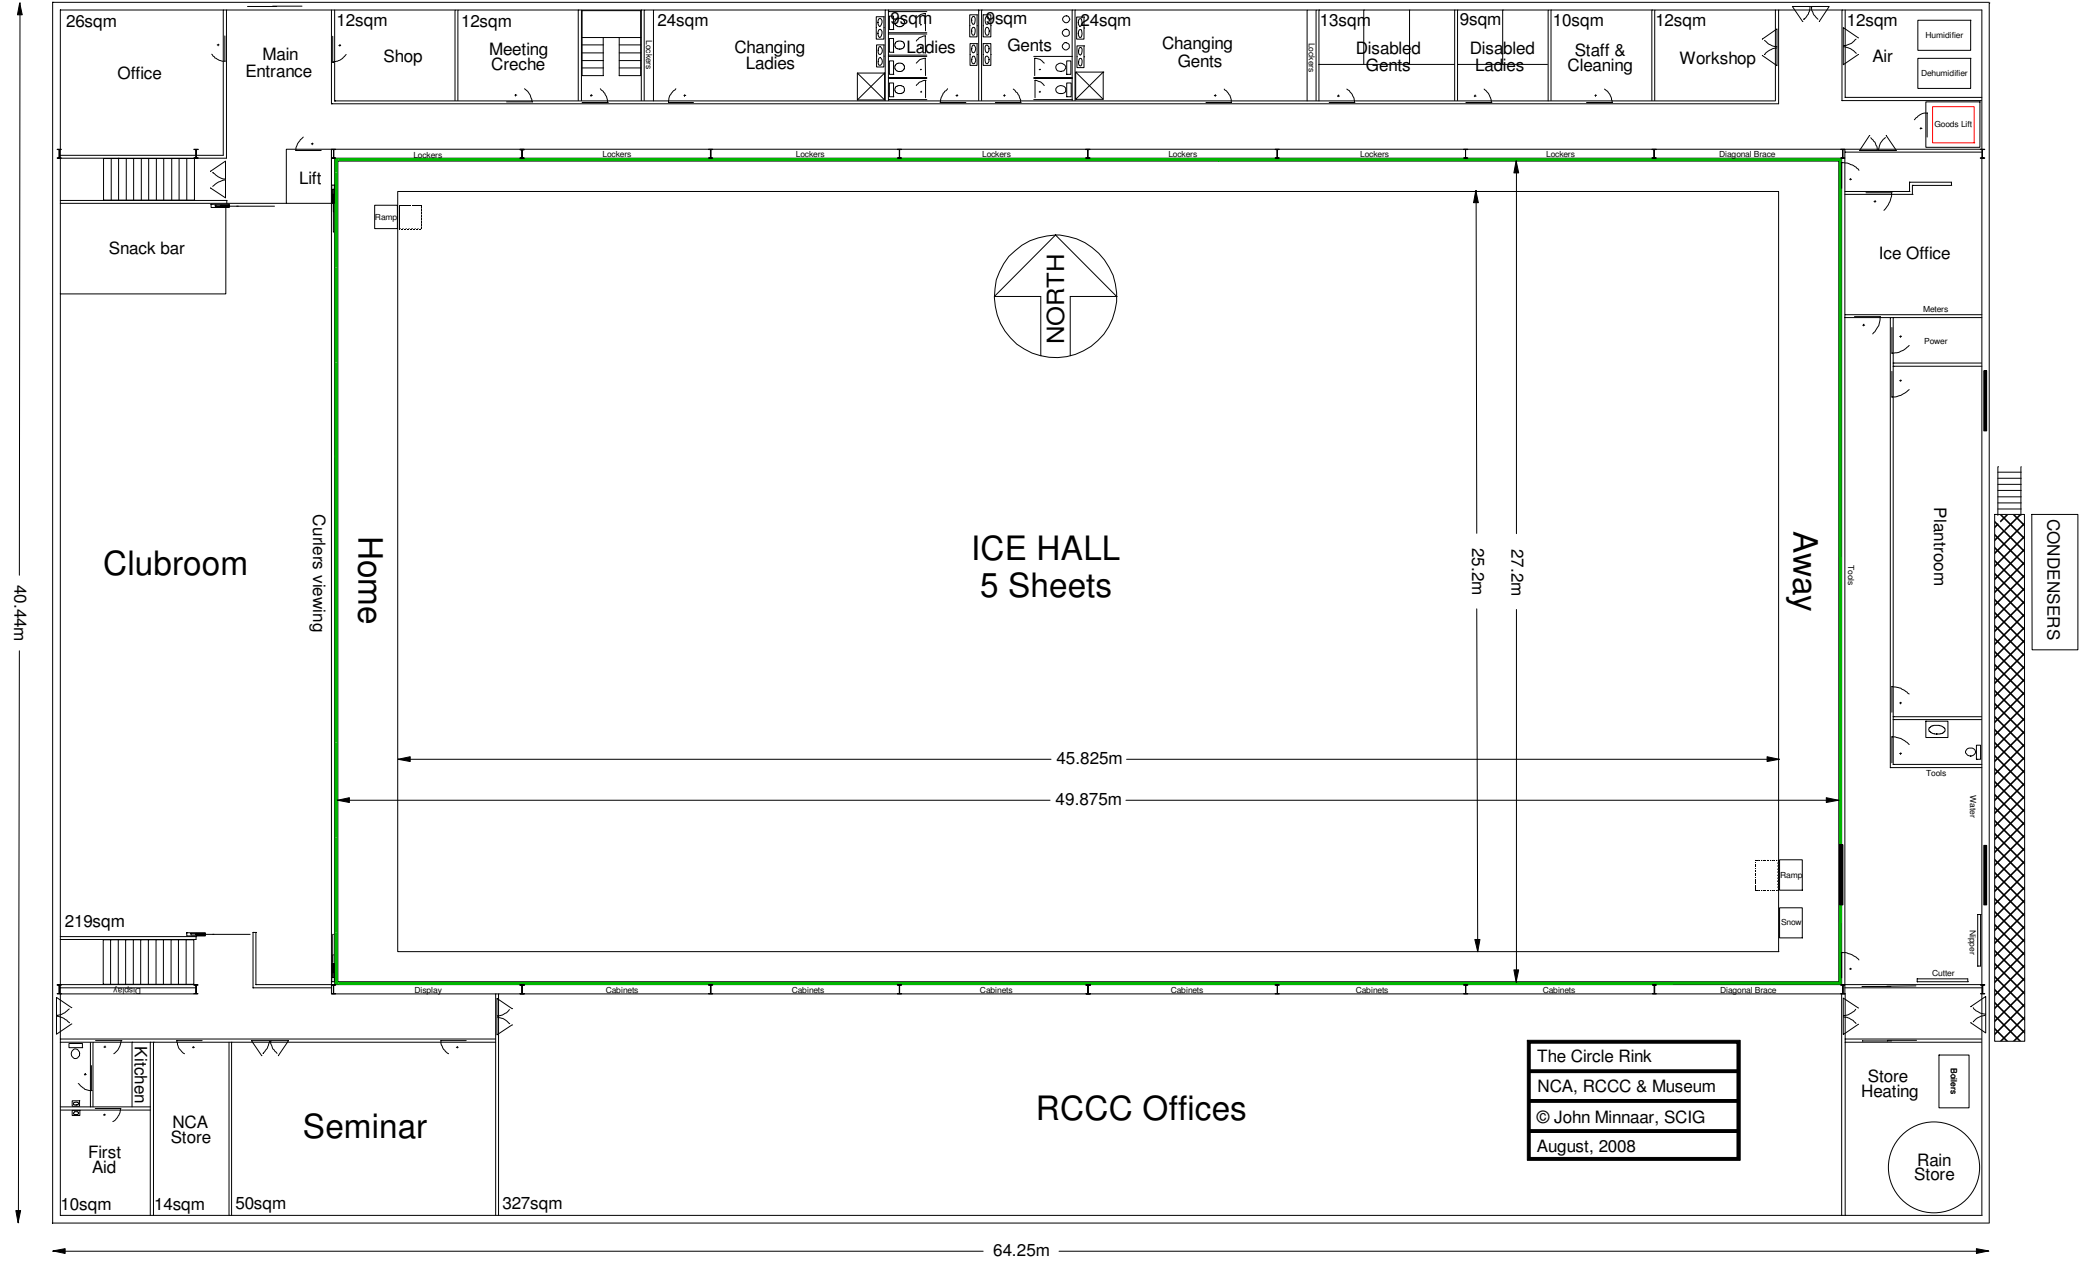 26sqm
Office
Main
Entrance
12sqm
Shop
12sqm
Meeting
Creche
Lockers
24sqm
Changing
Ladies
9sqm
Ladies
9sqm
Gents
24sqm
Changing
Gents
Lockers
13sqm
Disabled
Gents
9sqm
Disabled
Ladies
10sqm
Staff &
Cleaning
12sqm
Workshop
12sqm
Air
Humidifier
Dehumidifier
Goods Lift
Lockers
Lockers
Lockers
Lockers
Lockers
Lockers
Lockers
Diagonal Brace
Lift
Snack bar
Ramp
NORTH
Ice Office
Meters
Power
Plantroom
CONDENSERS
Clubroom
Curlers viewing
Home
ICE HALL
5 Sheets
25.2m
27.2m
Away
Tools
40.44m
45.825m
49.875m
Tools
Water
Ramp
Snow
Nipper
Cutter
219sqm
Display
Display
Cabinets
Cabinets
Cabinets
Cabinets
Cabinets
Cabinets
Diagonal Brace
Kitchen
First
Aid
10sqm
NCA
Store
14sqm
Seminar
50sqm
RCCC Offices
327sqm
The Circle Rink
NCA, RCCC & Museum
© John Minnaar, SCIG
August, 2008
Store
Heating
Boilers
Rain
Store
64.25m